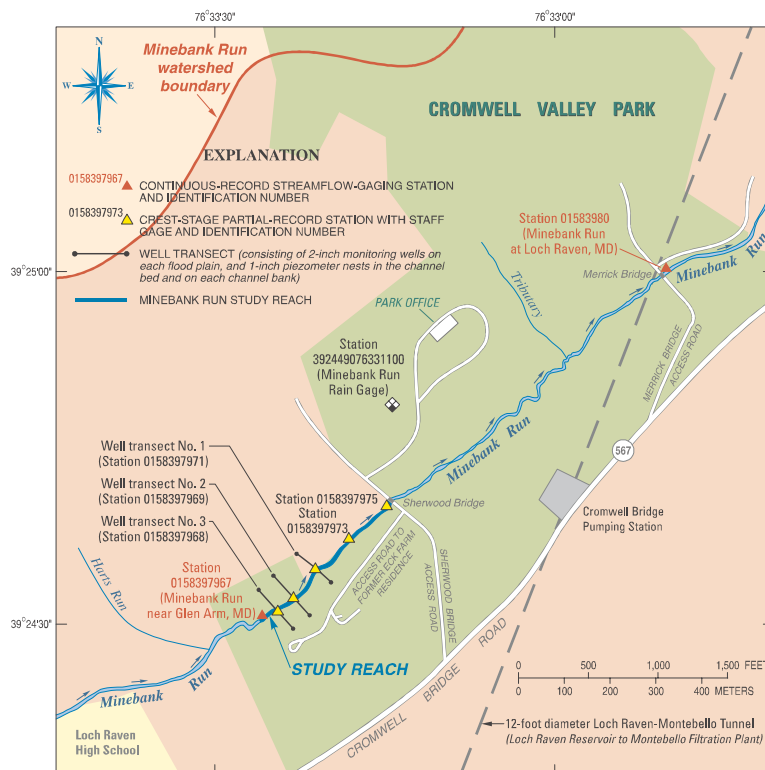 76°33'30"
76°33'00"
N
W
E
S
Minebank Run
watershed
boundary
CROMWELL VALLEY PARK
EXPLANATION
0158397967
CONTINUOUS-RECORD STREAMFLOW-GAGING STATION
AND IDENTIFICATION NUMBER
0158397973
CREST-STAGE PARTIAL-RECORD STATION WITH STAFF
GAGE AND IDENTIFICATION NUMBER
WELL TRANSECT (consisting of 2-inch monitoring wells on
each flood plain, and 1-inch piezometer nests in the channel
bed and on each channel bank)
MINEBANK RUN STUDY REACH
Station 01583980
(Minebank Run
at Loch Raven, MD)
39°25'00"
Merrick Bridge
Minebank Run
Tributary
PARK OFFICE
MERRICK BRIDGE
ACCESS ROAD
Station
392449076331100
(Minebank Run
Rain Gage)
Minebank Run
567
Well transect No. 1
(Station 0158397971)
Well transect No. 2
(Station 0158397969)
Well transect No. 3
(Station 0158397968)
Station 0158397975
Station
0158397973
Sherwood Bridge
Cromwell Bridge
Pumping Station
ACCESS ROAD TO
FORMER ECK FARM
RESIDENCE
SHERWOOD BRIDGE
ACCESS ROAD
Harts Run
Station
0158397967
(Minebank Run
near Glen Arm, MD)
39°24'30"
STUDY REACH
Minebank Run
CROMWELL BRIDGE ROAD
Loch Raven
High School
0 500 1,000 1,500 FEET
0 100 200 300 400 METERS
12-foot diameter Loch Raven-Montebello Tunnel
(Loch Raven Reservoir to Montebello Filtration Plant)